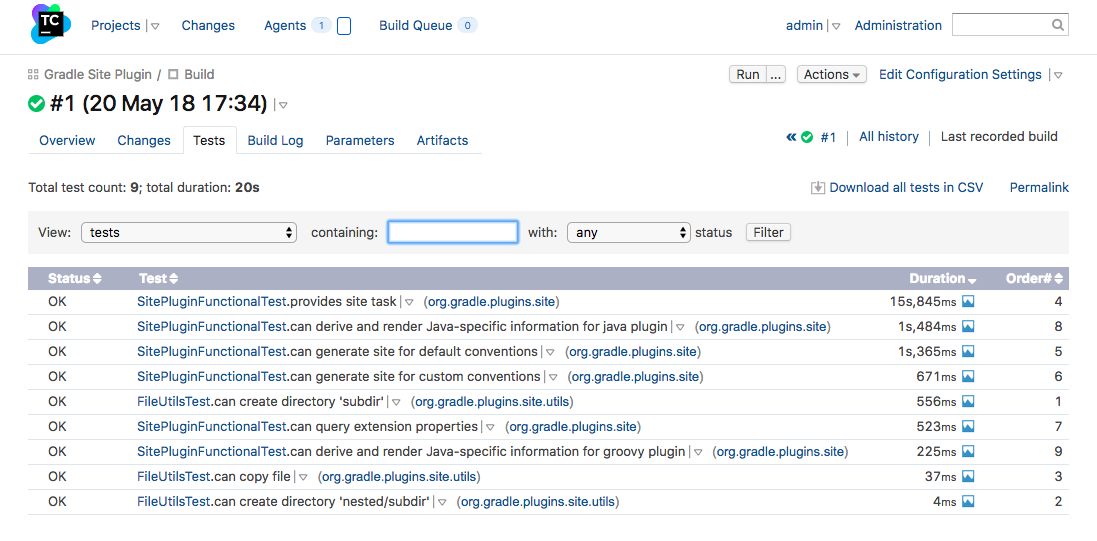 TC Projects Changes Agents 1 Build Queue 0 admin Administration
Gradle Site Plugin / Build Run ... Actions Edit Configuration Settings
#1 (20 May 18 17:34)
Overview Changes Tests Build Log Parameters Artifacts « #1 All history Last recorded build
Total test count: 9; total duration: 20s Download all tests in CSV Permalink
View: tests containing: with: any status Filter
Status Test Duration Order#
OK SitePluginFunctionalTest.provides site task (org.gradle.plugins.site) 15s,845ms 4
OK SitePluginFunctionalTest.can derive and render Java-specific information for java plugin (org.gradle.plugins.site) 1s,484ms 8
OK SitePluginFunctionalTest.can generate site for default conventions (org.gradle.plugins.site) 1s,365ms 5
OK SitePluginFunctionalTest.can generate site for custom conventions (org.gradle.plugins.site) 671ms 6
OK FileUtilsTest.can create directory 'subdir' (org.gradle.plugins.site.utils) 556ms 1
OK SitePluginFunctionalTest.can query extension properties (org.gradle.plugins.site) 523ms 7
OK SitePluginFunctionalTest.can derive and render Java-specific information for groovy plugin (org.gradle.plugins.site) 225ms 9
OK FileUtilsTest.can copy file (org.gradle.plugins.site.utils) 37ms 3
OK FileUtilsTest.can create directory 'nested/subdir' (org.gradle.plugins.site.utils) 4ms 2